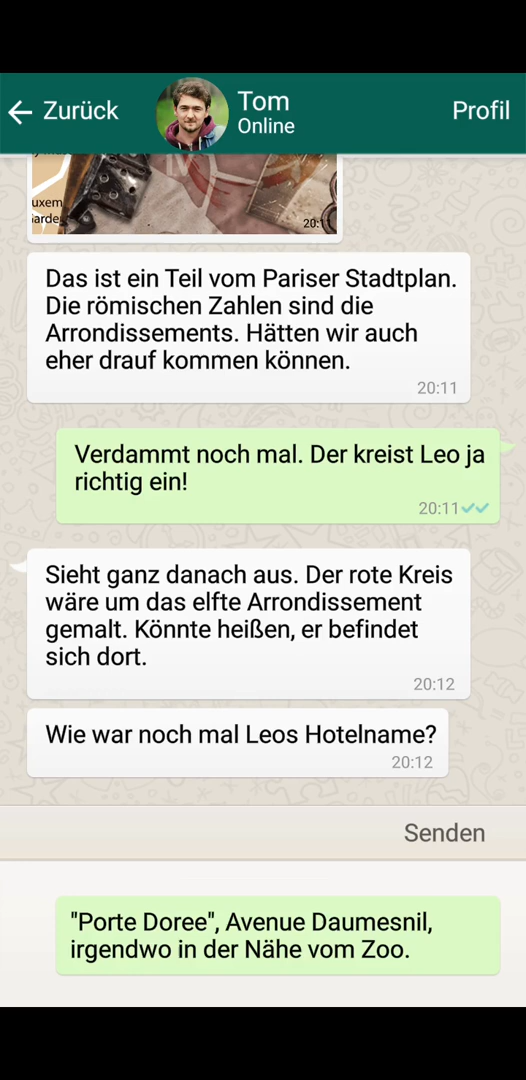 Zurück
Tom
Online
Profil
uxem
arde
20:11
Das ist ein Teil vom Pariser Stadtplan.
Die römischen Zahlen sind die
Arrondissements. Hätten wir auch
eher drauf kommen können.
20:11
Verdammt noch mal. Der kreist Leo ja
richtig ein!
20:11
Sieht ganz danach aus. Der rote Kreis
wäre um das elfte Arrondissement
gemalt. Könnte heißen, er befindet
sich dort.
20:12
Wie war noch mal Leos Hotelname?
20:12
Senden
"Porte Doree", Avenue Daumesnil,
irgendwo in der Nähe vom Zoo.